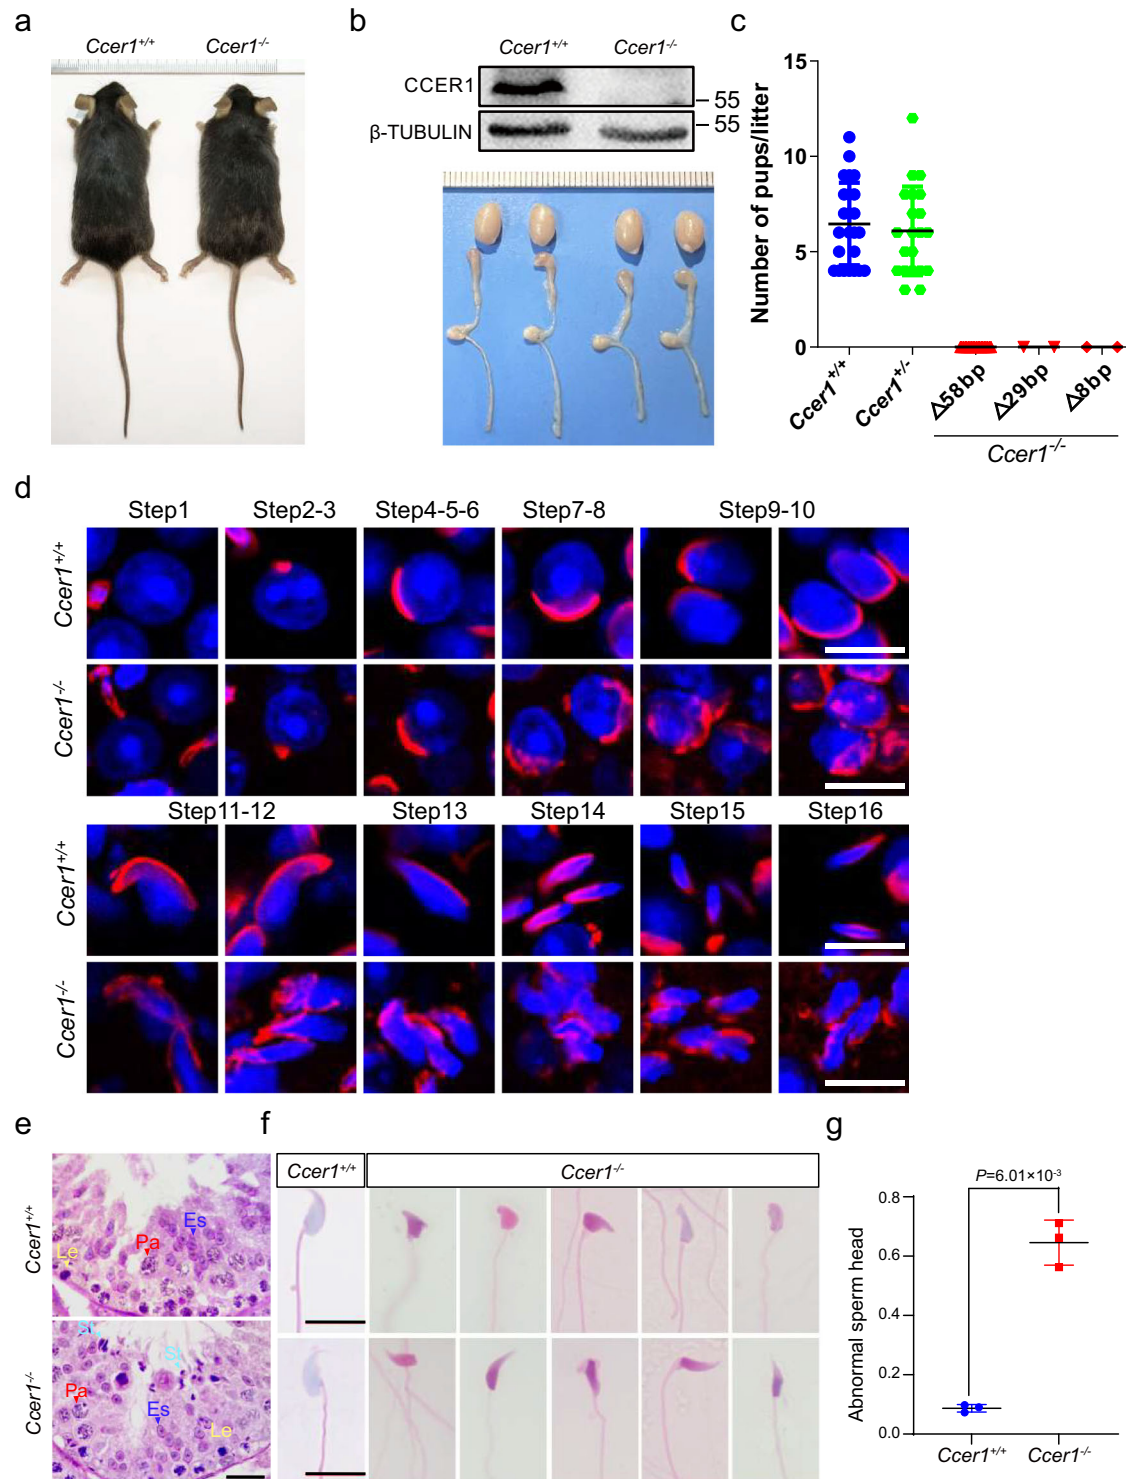 a
Ccer1+/+ Ccer1-/-
b
Ccer1+/+ Ccer1-/-
CCER1
55
β-TUBULIN
55
c
Number of pups/litter
15
10
5
0
Ccer1+/+
Ccer1+/-
Δ58bp
Δ29bp
Δ8bp
Ccer1-/-
d
Step1 Step2-3 Step4-5-6 Step7-8 Step9-10
Ccer1+/+
Ccer1-/-
Step11-12 Step13 Step14 Step15 Step16
Ccer1+/+
Ccer1-/-
e
Ccer1+/+
Es
Pa
Le
Ccer1-/-
St
St
Pa
Es
Le
f
Ccer1+/+ Ccer1-/-
g
P=6.01×10-3
Abnormal sperm head
0.8
0.6
0.4
0.2
0.0
Ccer1+/+ Ccer1-/-